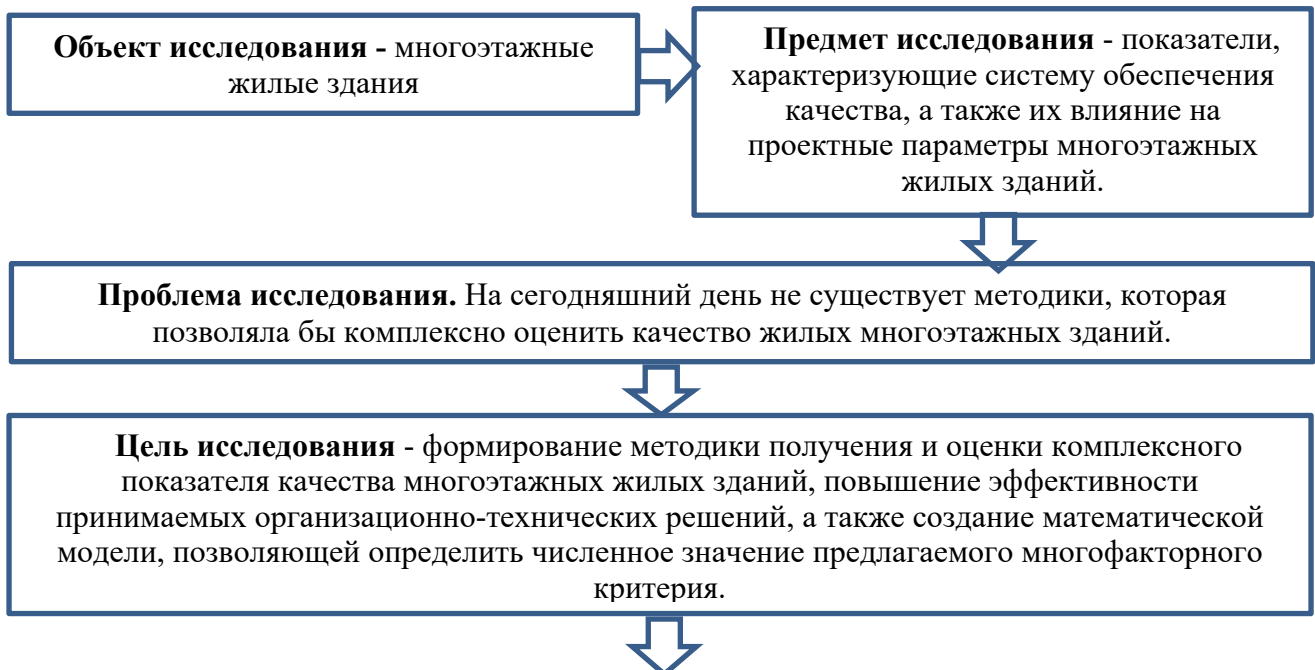 Объект исследования - многоэтажные
жилые здания
Предмет исследования - показатели,
характеризующие систему обеспечения
качества, а также их влияние на
проектные параметры многоэтажных
жилых зданий.
Проблема исследования. На сегодняшний день не существует методики, которая
позволяла бы комплексно оценить качество жилых многоэтажных зданий.
Цель исследования - формирование методики получения и оценки комплексного
показателя качества многоэтажных жилых зданий, повышение эффективности
принимаемых организационно-технических решений, а также создание математической
модели, позволяющей определить численное значение предлагаемого многофакторного
критерия.